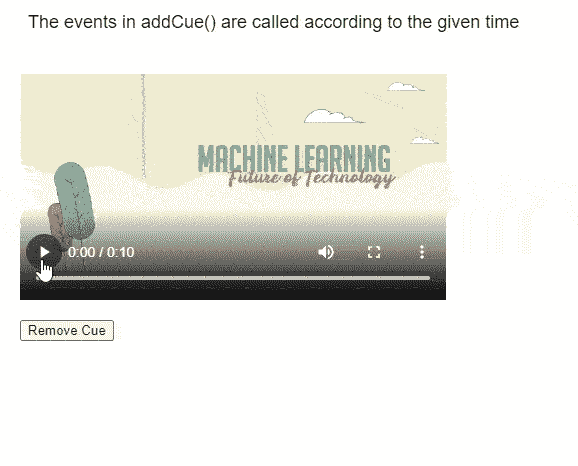 The events in addCue() are called according to the given time
MACHINE LEARNING
Future of Technology
0:00 / 0:10
Remove Cue